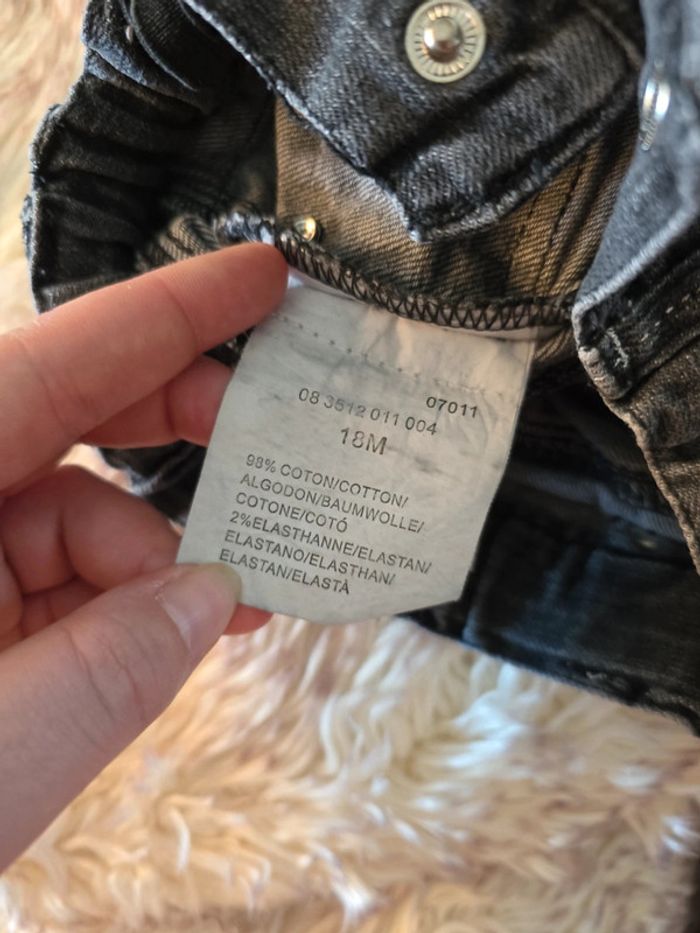 07011
08 3512 011 004
18M
98% COTON/COTTON/
ALGODON/BAUMWOLLE/
COTONE/COTÓ
2%ELASTHANNE/ELASTAN/
ELASTANO/ELASTHAN/
ELASTAN/ELASTÀ